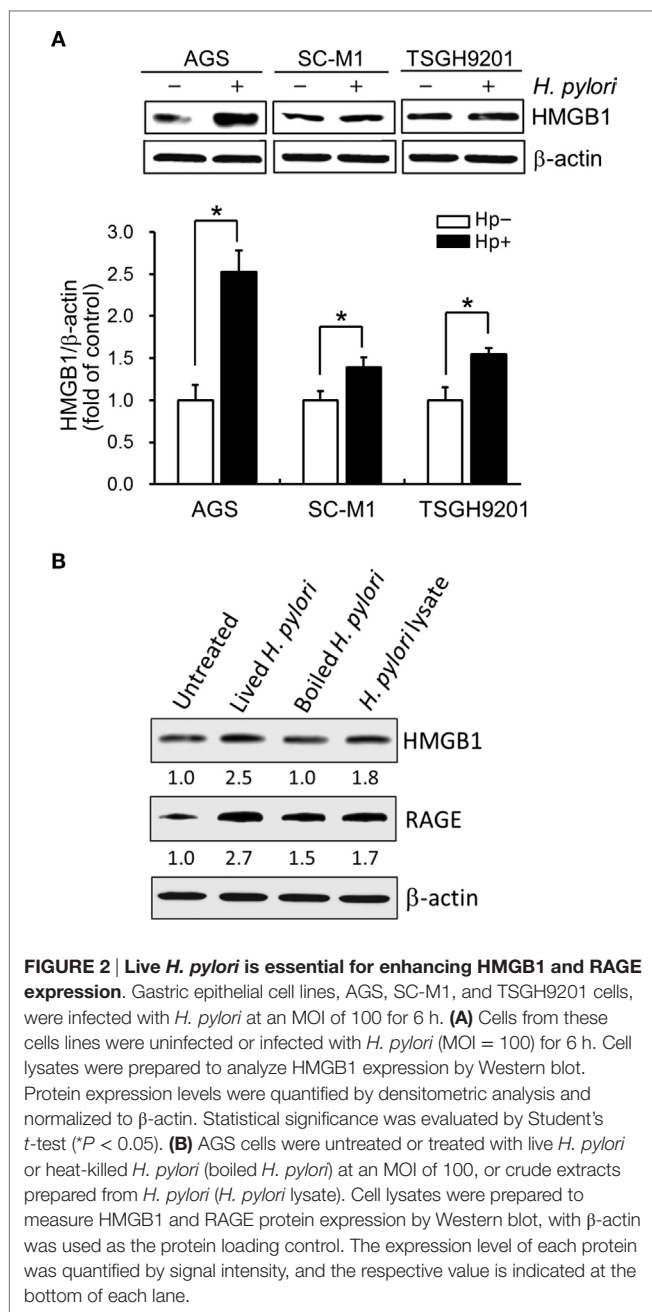 A
AGS SC-M1 TSGH9201
– + – + – + H. pylori
HMGB1
β-actin
HMGB1/β-actin
(fold of control)
3.0
2.5
2.0
1.5
1.0
0.5
0.0
* * *
Hp–
Hp+
AGS SC-M1 TSGH9201
B
Untreated
Lived H. pylori
Boiled H. pylori
H. pylori lysate
HMGB1
1.0 2.5 1.0 1.8
RAGE
1.0 2.7 1.5 1.7
β-actin
FIGURE 2 | Live H. pylori is essential for enhancing HMGB1 and RAGE
expression. Gastric epithelial cell lines, AGS, SC-M1, and TSGH9201 cells,
were infected with H. pylori at an MOI of 100 for 6 h. (A) Cells from these
cells lines were uninfected or infected with H. pylori (MOI = 100) for 6 h. Cell
lysates were prepared to analyze HMGB1 expression by Western blot.
Protein expression levels were quantified by densitometric analysis and
normalized to β-actin. Statistical significance was evaluated by Student's
t-test (*P < 0.05). (B) AGS cells were untreated or treated with live H. pylori
or heat-killed H. pylori (boiled H. pylori) at an MOI of 100, or crude extracts
prepared from H. pylori (H. pylori lysate). Cell lysates were prepared to
measure HMGB1 and RAGE protein expression by Western blot, with β-actin
was used as the protein loading control. The expression level of each protein
was quantified by signal intensity, and the respective value is indicated at the
bottom of each lane.